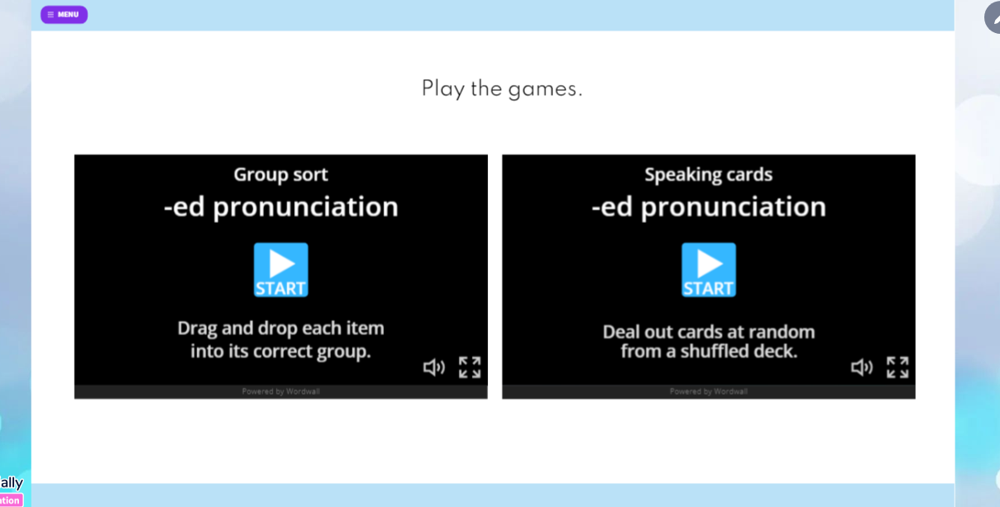 MENU
Play the games.
Group sort
-ed pronunciation
START
Drag and drop each item
into its correct group.
Powered by Wordwall
Speaking cards
-ed pronunciation
START
Deal out cards at random
from a shuffled deck.
Powered by Wordwall
ally